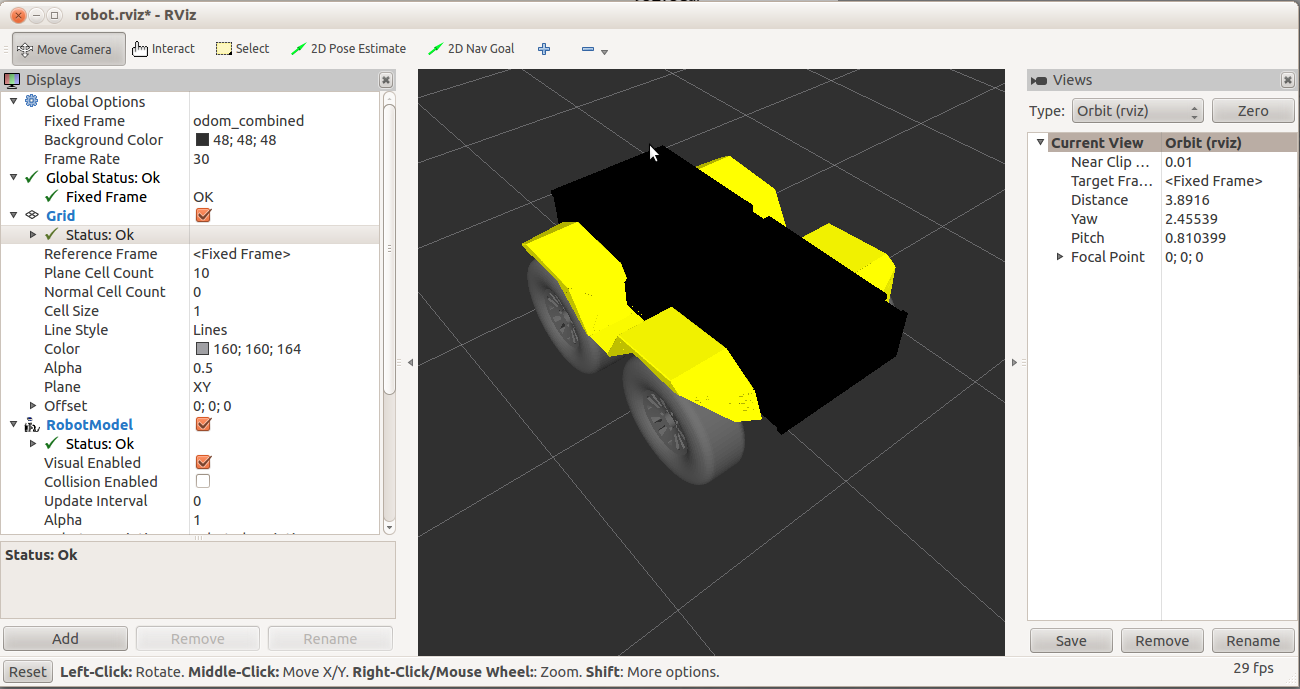 robot.rviz* - RViz
Move Camera Interact Select 2D Pose Estimate 2D Nav Goal
Displays
Global Options
Fixed Frame odom_combined
Background Color 48; 48; 48
Frame Rate 30
Global Status: Ok
Fixed Frame OK
Grid
Status: Ok
Reference Frame <Fixed Frame>
Plane Cell Count 10
Normal Cell Count 0
Cell Size 1
Line Style Lines
Color 160; 160; 164
Alpha 0.5
Plane XY
Offset 0; 0; 0
RobotModel
Status: Ok
Visual Enabled
Collision Enabled
Update Interval 0
Alpha 1
Status: Ok
Add Remove Rename
Views
Type: Orbit (rviz) Zero
Current View Orbit (rviz)
Near Clip ... 0.01
Target Fra... <Fixed Frame>
Distance 3.8916
Yaw 2.45539
Pitch 0.810399
Focal Point 0; 0; 0
Save Remove Rename
Reset Left-Click: Rotate. Middle-Click: Move X/Y. Right-Click/Mouse Wheel:: Zoom. Shift: More options. 29 fps